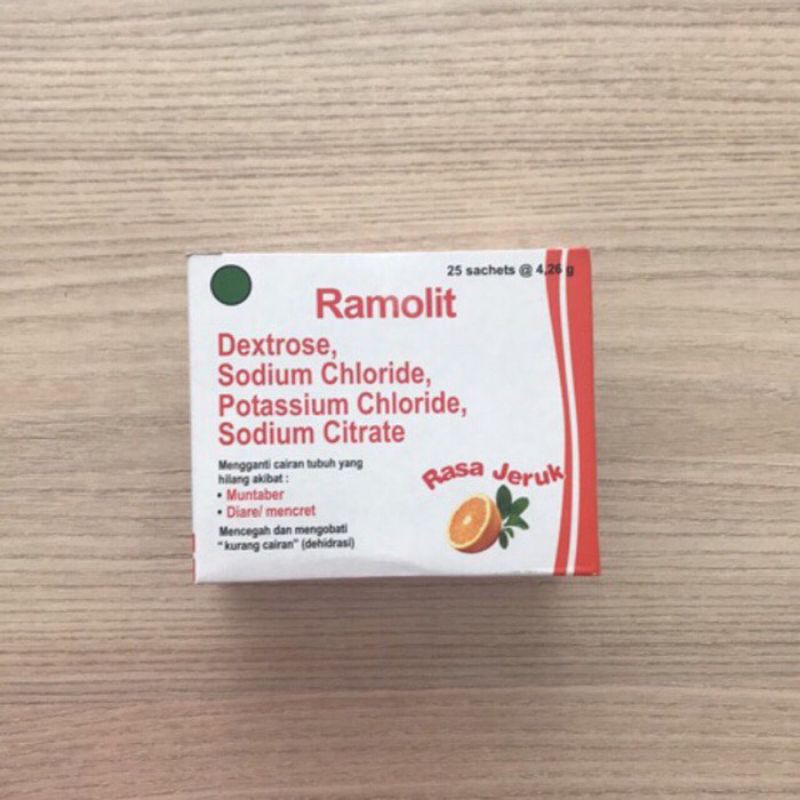 25 sachets @ 4,26 g
Ramolit
Dextrose,
Sodium Chloride,
Potassium Chloride,
Sodium Citrate
Mengganti cairan tubuh yang
hilang akibat :
• Muntaber
• Diare/ mencret
Mencegah dan mengobati
"kurang cairan" (dehidrasi)
Rasa Jeruk